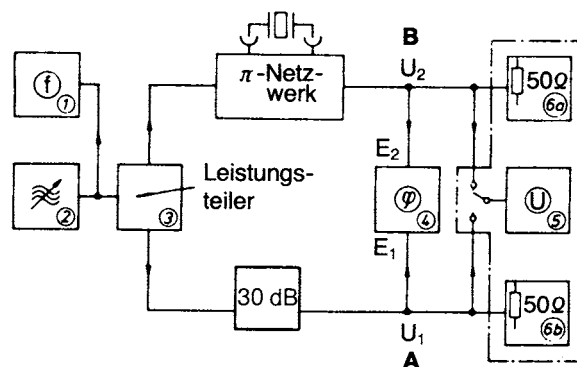 B
U2
π-Netz-
werk
f
1
50Ω
6a
E2
Leistungs-
teiler
2
3
φ
4
U
5
E1
30 dB
50Ω
6b
U1
A